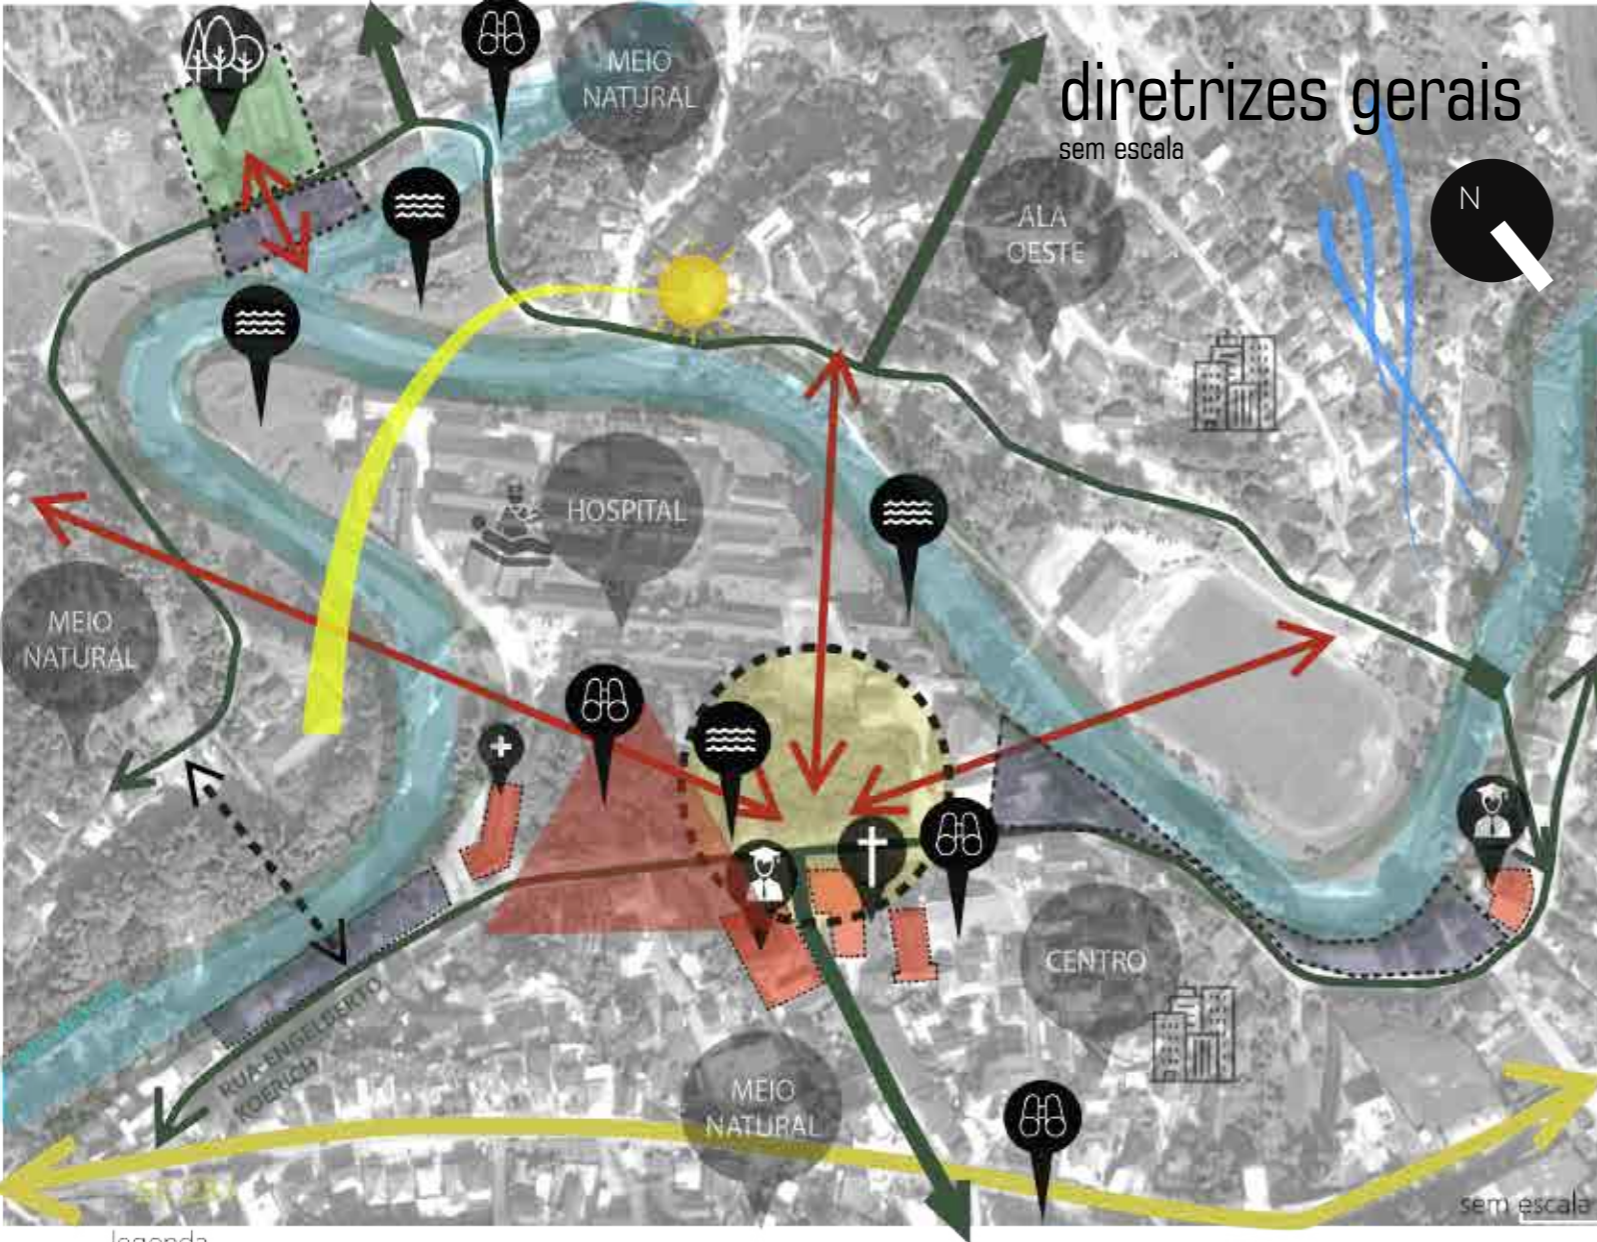 diretrizes gerais
sem escala
N
MEIO
NATURAL
ALA
OESTE
HOSPITAL
MEIO
NATURAL
CENTRO
RUA ENGELDERTO
KOERICH
MEIO
NATURAL
sem escala
legenda